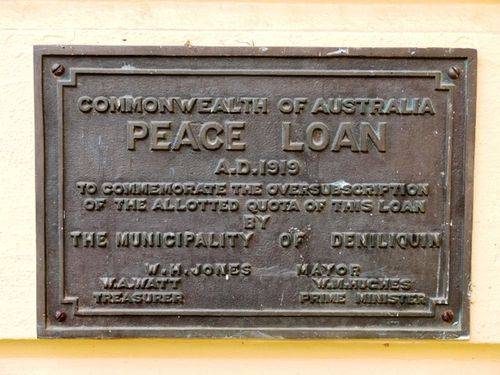 COMMONWEALTH OF AUSTRALIA
PEACE LOAN
A.D.1919
TO COMMEMORATE THE OVERSUBSCRIPTION
OF THE ALLOTTED QUOTA OF THIS LOAN
BY
THE MUNICIPALITY OF DENILIQUIN
W.H.JONES MAYOR
W.A.WATT W.M.HUGHES
TREASURER PRIME MINISTER